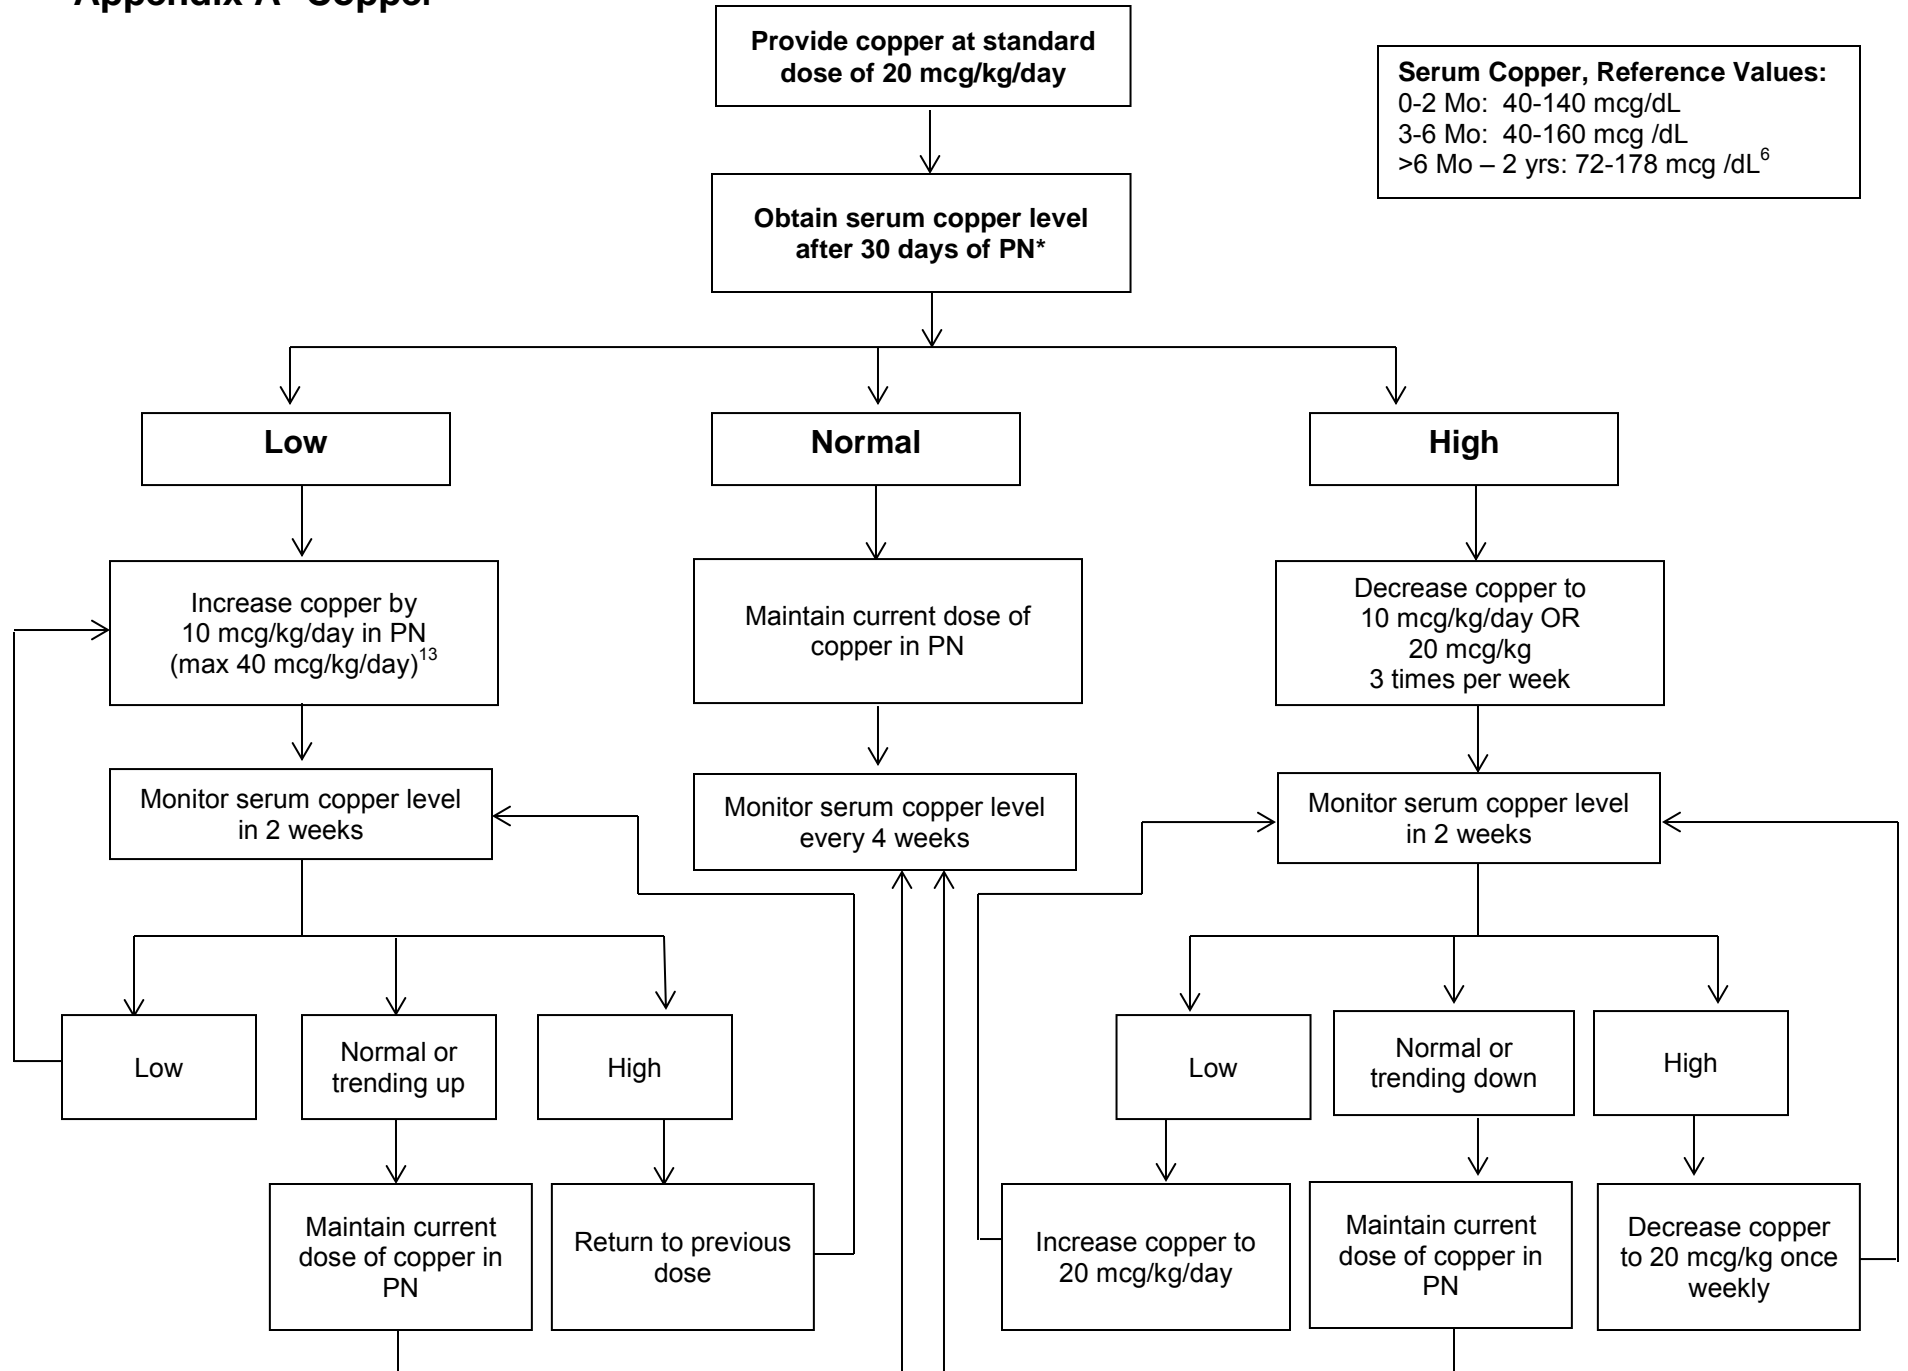 Appendix A- Copper
Provide copper at standard
dose of 20 mcg/kg/day
Serum Copper, Reference Values:
0-2 Mo: 40-140 mcg/dL
3-6 Mo: 40-160 mcg /dL
>6 Mo – 2 yrs: 72-178 mcg /dL⁶
Obtain serum copper level
after 30 days of PN*
Low
Normal
High
Increase copper by
10 mcg/kg/day in PN
(max 40 mcg/kg/day)¹³
Maintain current dose of
copper in PN
Decrease copper to
10 mcg/kg/day OR
20 mcg/kg
3 times per week
Monitor serum copper level
in 2 weeks
Monitor serum copper level
every 4 weeks
Monitor serum copper level
in 2 weeks
Low
Normal or
trending up
High
Low
Normal or
trending down
High
Maintain current
dose of copper in
PN
Return to previous
dose
Increase copper to
20 mcg/kg/day
Maintain current
dose of copper in
PN
Decrease copper
to 20 mcg/kg once
weekly